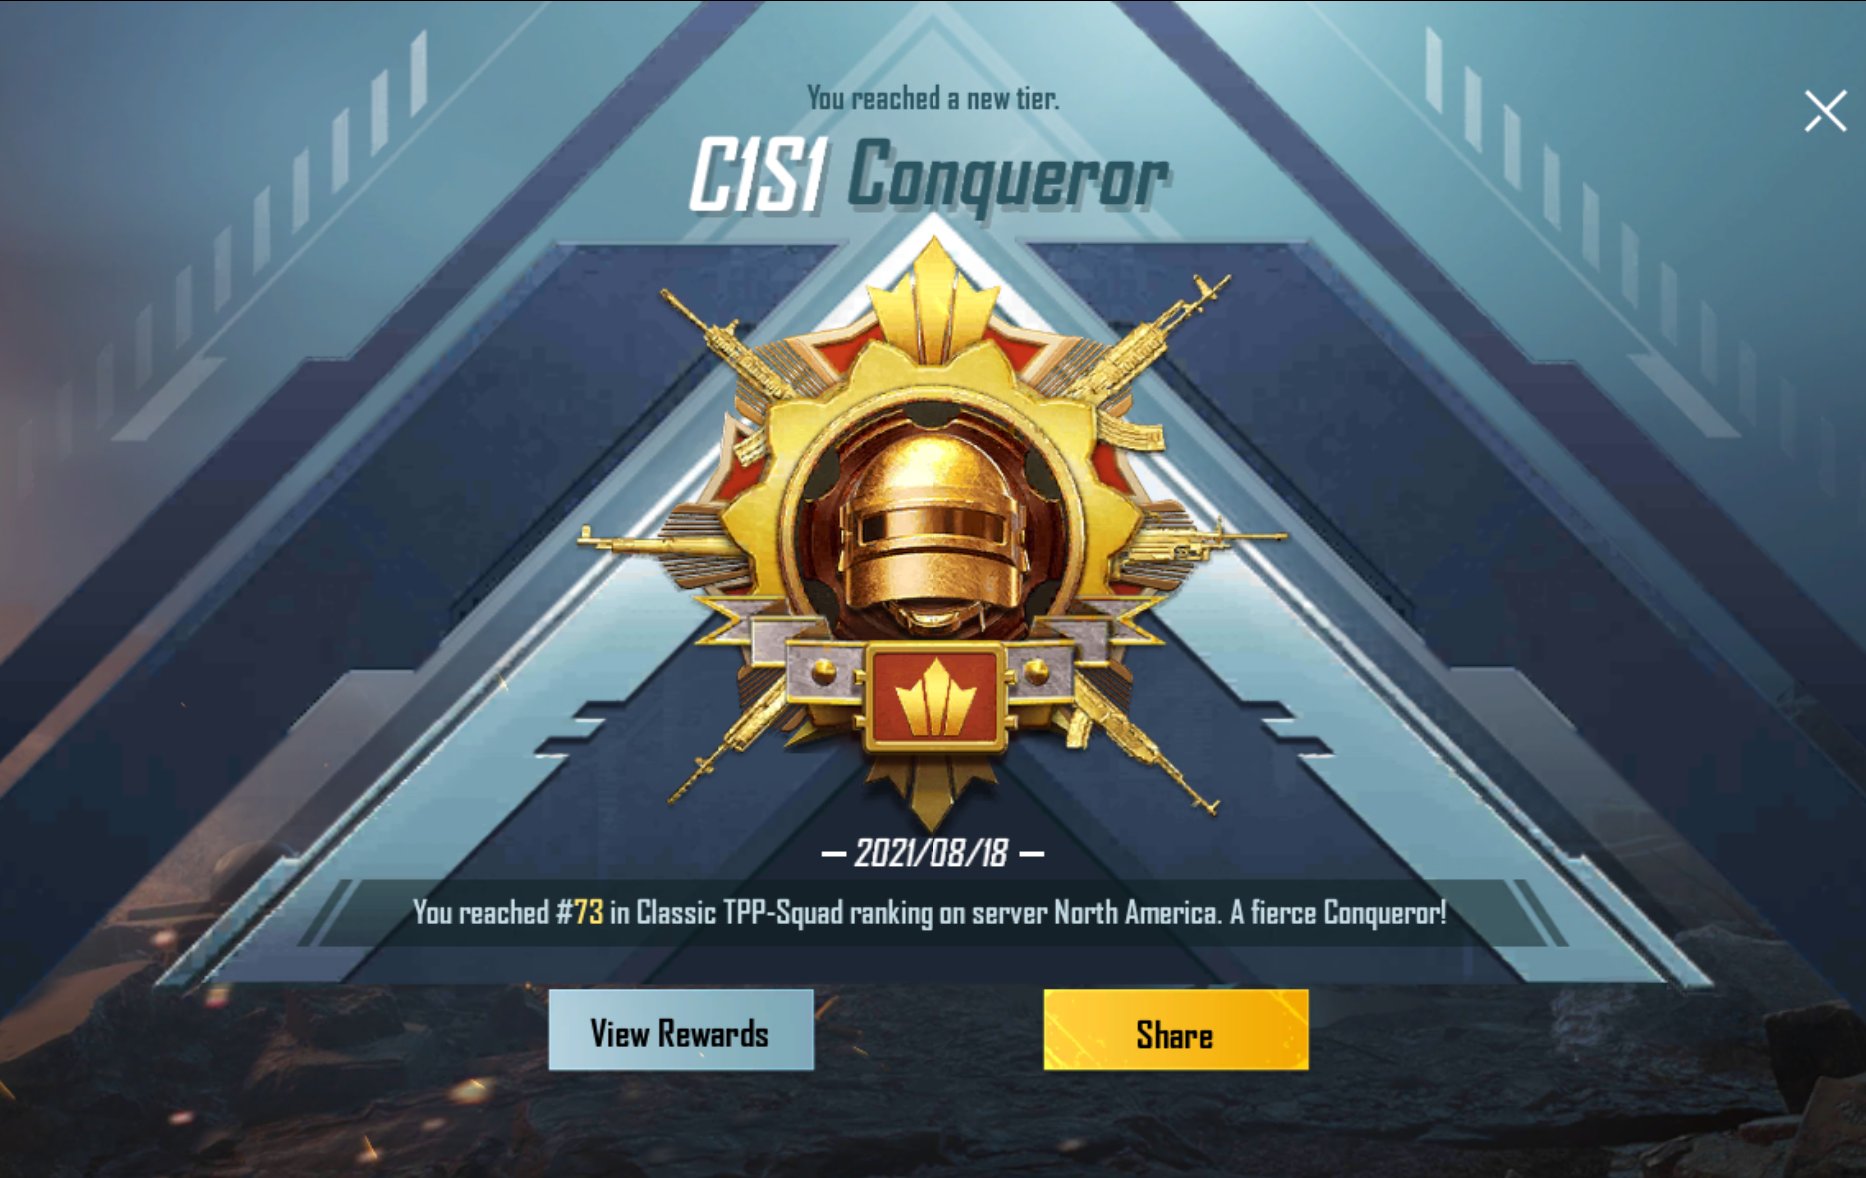 You reached a new tier.
C1S1 Conqueror
2021/08/18
You reached #73 in Classic TPP-Squad ranking on server North America. A fierce Conqueror!
View Rewards
Share